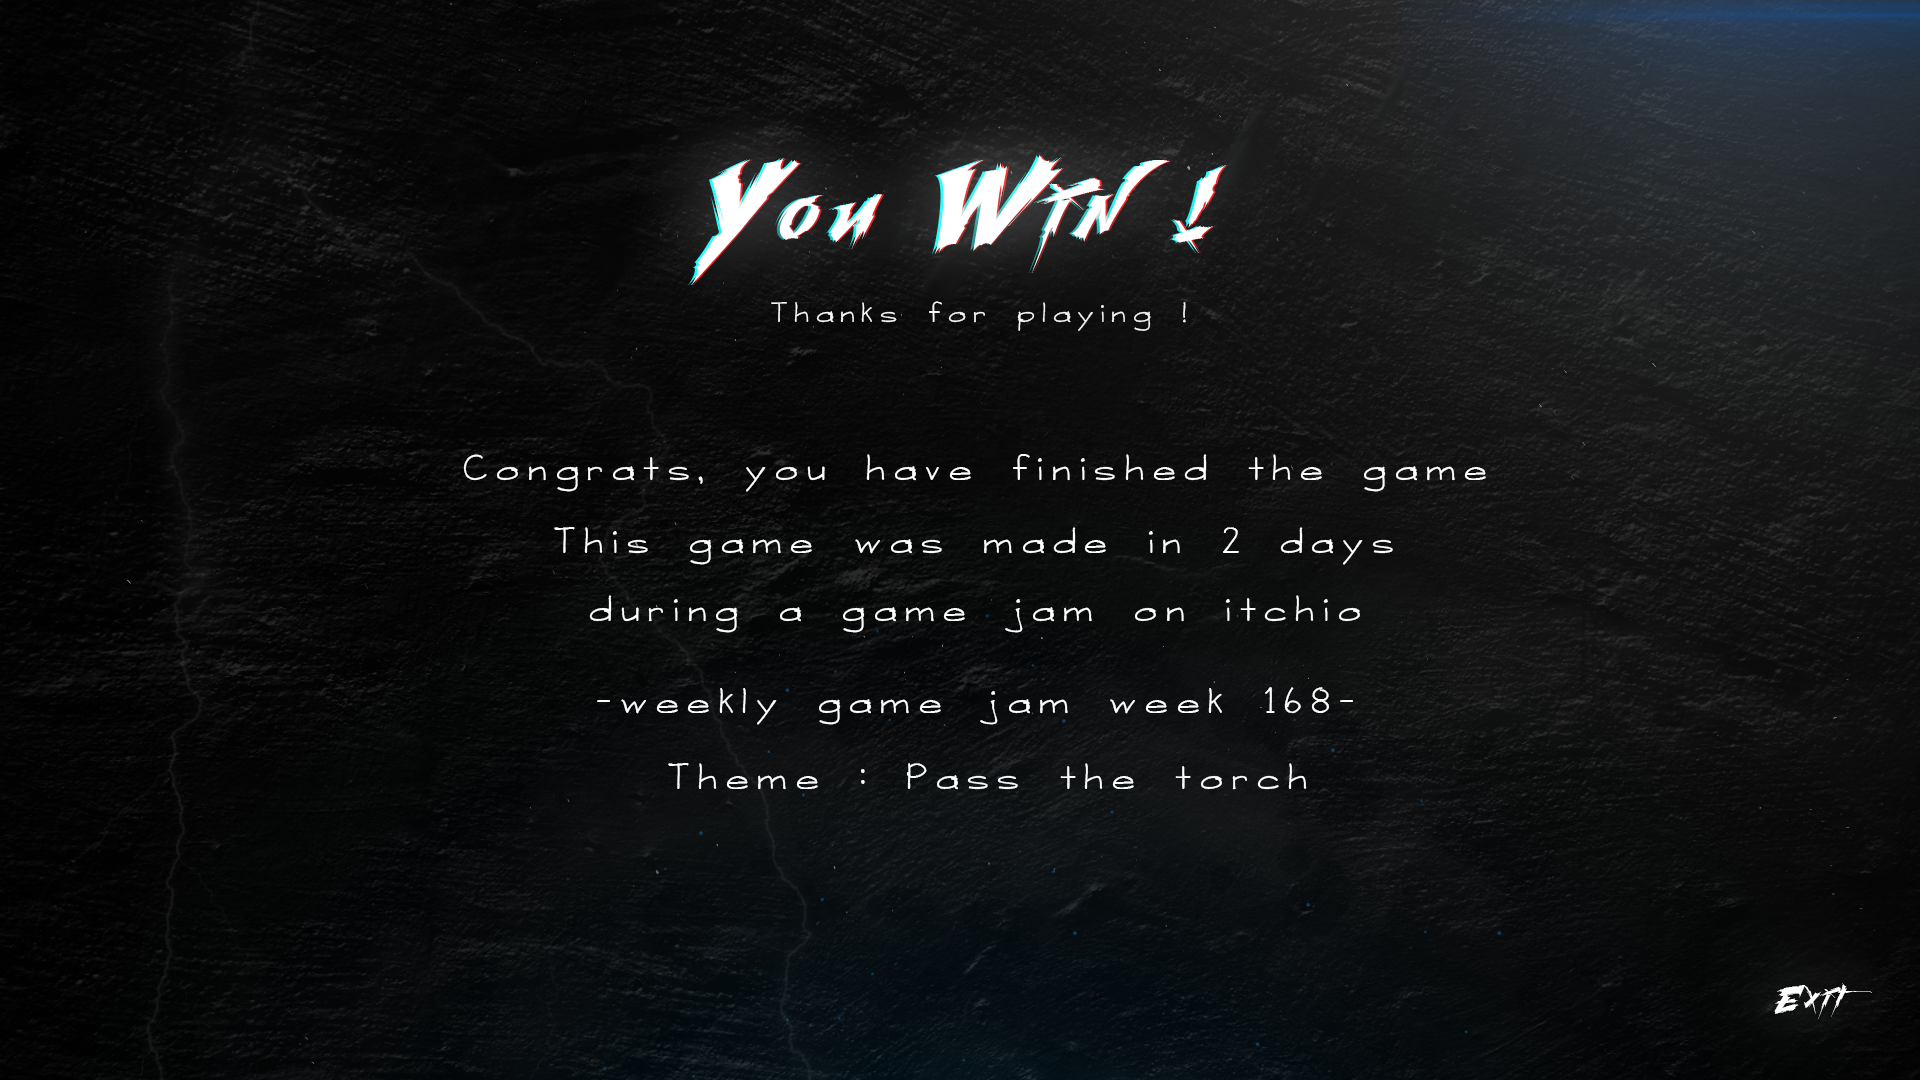 You Win !
Thanks for playing !
Congrats, you have finished the game
This game was made in 2 days
during a game jam on itchio
-weekly game jam week 168-
Theme : Pass the torch
Exit